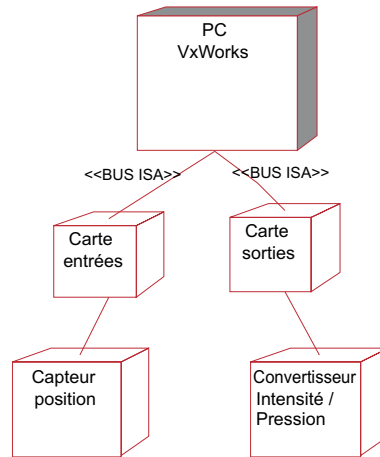 PC
VxWorks
<<BUS ISA>>
<<BUS ISA>>
Carte
entrées
Carte
sorties
Capteur
position
Convertisseur
Intensité /
Pression